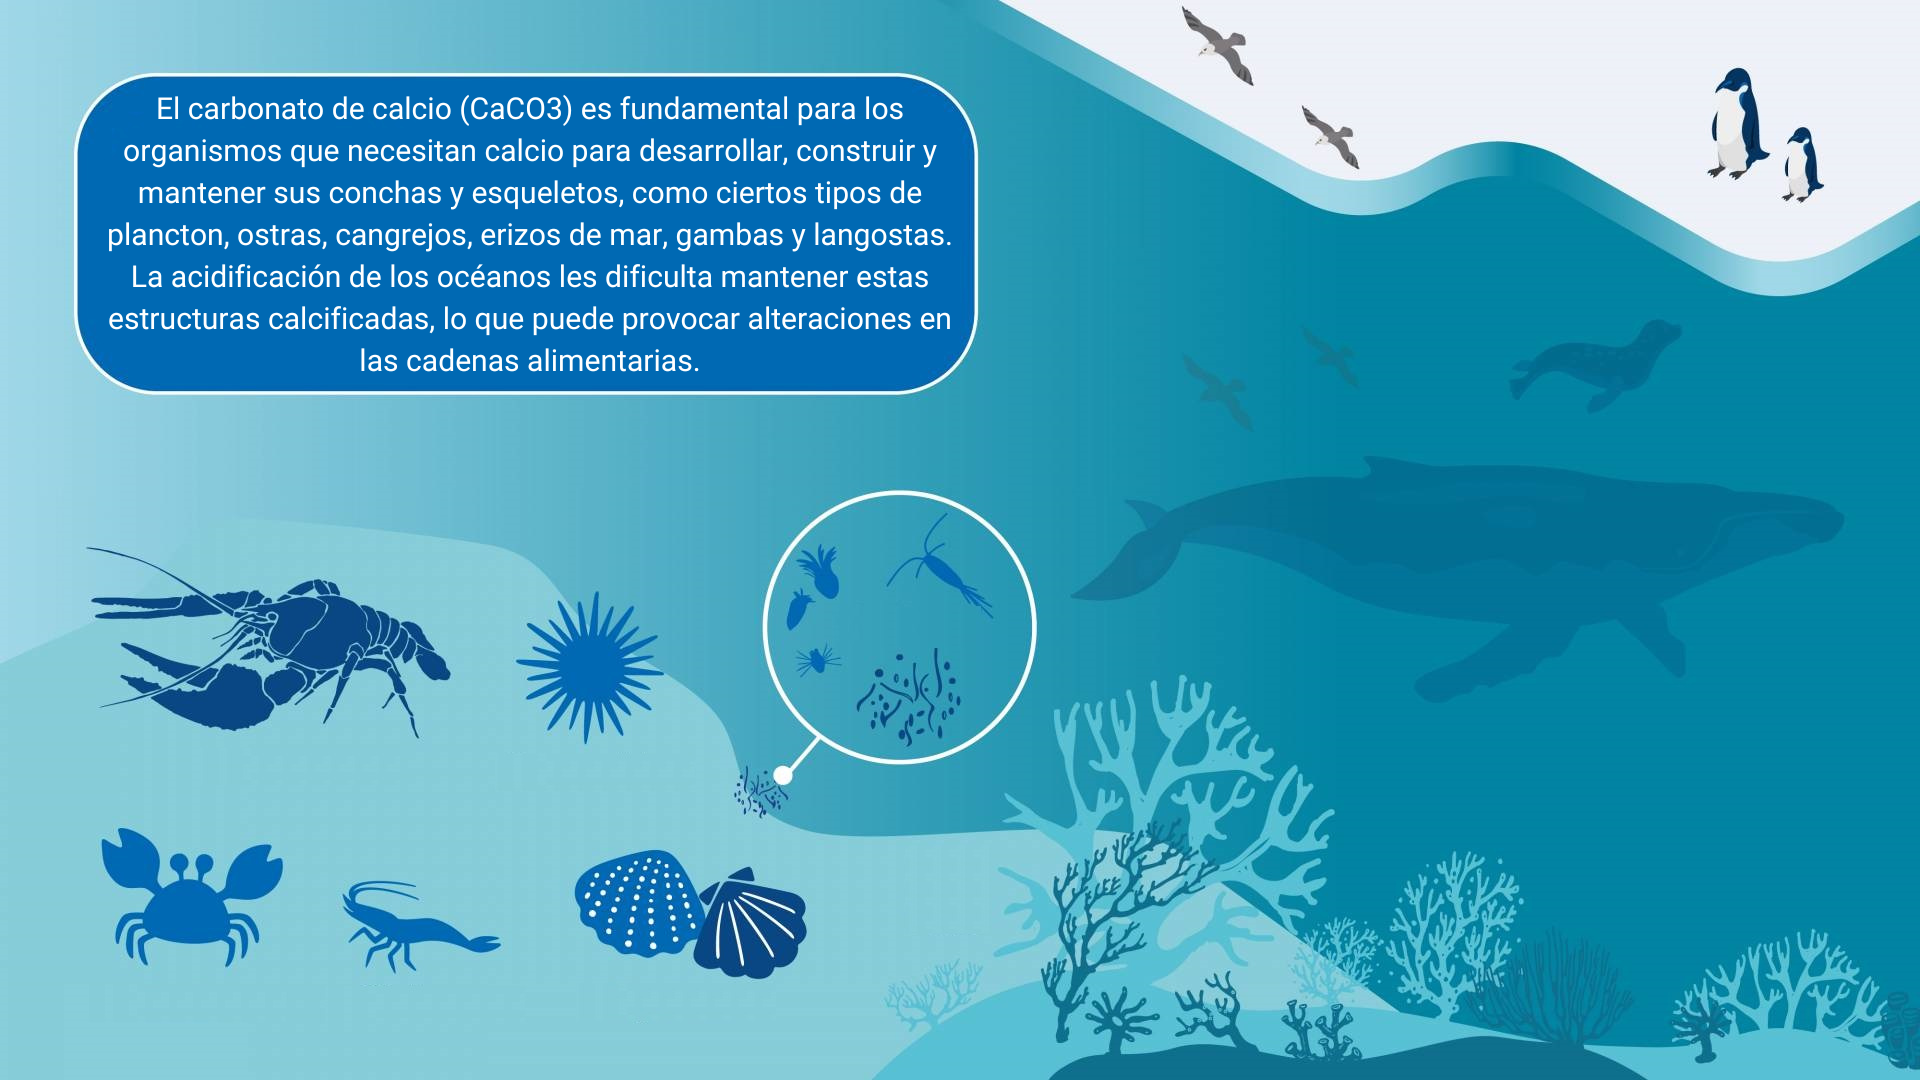 El carbonato de calcio (CaCO3) es fundamental para los
organismos que necesitan calcio para desarrollar, construir y
mantener sus conchas y esqueletos, como ciertos tipos de
plancton, ostras, cangrejos, erizos de mar, gambas y langostas.
La acidificación de los océanos les dificulta mantener estas
estructuras calcificadas, lo que puede provocar alteraciones en
las cadenas alimentarias.